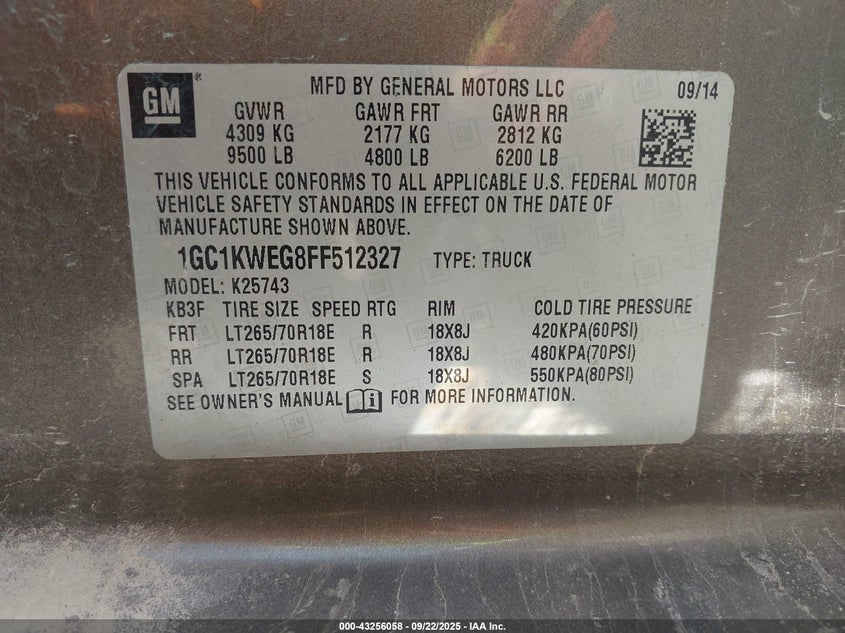 GM
MFD BY GENERAL MOTORS LLC 09/14
GVWR GAWR FRT GAWR RR
4309 KG 2177 KG 2812 KG
9500 LB 4800 LB 6200 LB
THIS VEHICLE CONFORMS TO ALL APPLICABLE U.S. FEDERAL MOTOR
VEHICLE SAFETY STANDARDS IN EFFECT ON THE DATE OF
MANUFACTURE SHOWN ABOVE.
1GC1KWEG8FF512327 TYPE: TRUCK
MODEL: K25743
KB3F TIRE SIZE SPEED RTG RIM COLD TIRE PRESSURE
FRT LT265/70R18E R 18X8J 420KPA(60PSI)
RR LT265/70R18E R 18X8J 480KPA(70PSI)
SPA LT265/70R18E S 18X8J 550KPA(80PSI)
SEE OWNER'S MANUAL FOR MORE INFORMATION.
000-43256058 - 09/22/2025 - IAA Inc.